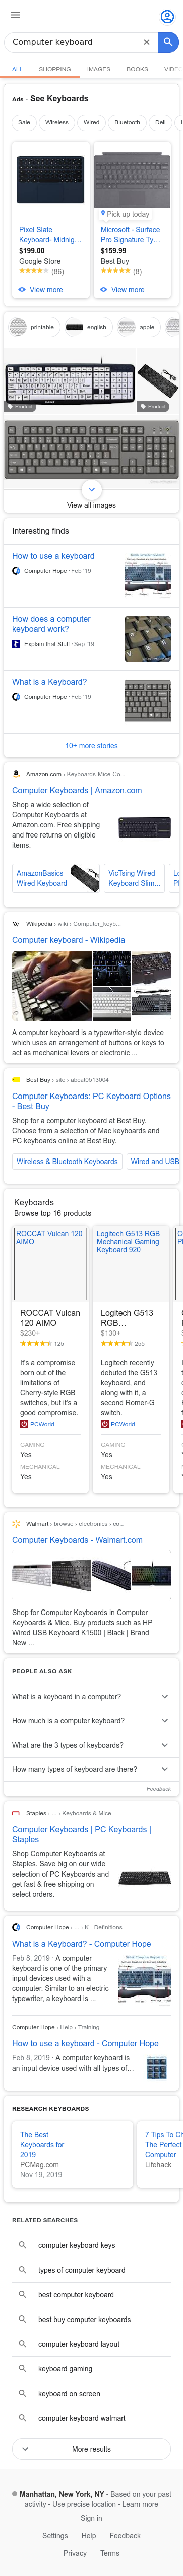 Computer keyboard
ALL SHOPPING IMAGES BOOKS
Ads · See Keyboards
Sale Wireless Wired Bluetooth Dell
Pick up today
Pixel Slate
Keyboard- Midnig...
$199.00
Google Store
(86)
View more
Microsoft - Surface
Pro Signature Ty...
$159.99
Best Buy
(8)
View more
printable english apple
Product
Product
View all images
Interesting finds
How to use a keyboard
Computer Hope · Feb '19
How does a computer
keyboard work?
Explain that Stuff · Sep '19
What is a Keyboard?
Computer Hope · Feb '19
10+ more stories
Amazon.com › Keyboards-Mice-Co...
Computer Keyboards | Amazon.com
Shop a wide selection of
Computer Keyboards at
Amazon.com. Free shipping
and free returns on eligible
items.
AmazonBasics
Wired Keyboard
VicTsing Wired
Keyboard Slim...
W Wikipedia › wiki › Computer_keyb...
Computer keyboard - Wikipedia
A computer keyboard is a typewriter-style device
which uses an arrangement of buttons or keys to
act as mechanical levers or electronic ...
Best Buy › site › abcat0513004
Computer Keyboards: PC Keyboard Options
- Best Buy
Shop for a computer keyboard at Best Buy.
Choose from a selection of Mac keyboards and
PC keyboards online at Best Buy.
Wireless & Bluetooth Keyboards
Wired and USB
Keyboards
Browse top 16 products
ROCCAT Vulcan 120
AIMO
ROCCAT Vulcan
120 AIMO
$230+
125
It's a compromise
born out of the
limitations of
Cherry-style RGB
switches, but it's a
good compromise.
PCWorld
GAMING
Yes
MECHANICAL
Yes
Logitech G513 RGB
Mechanical Gaming
Keyboard 920
Logitech G513
RGB...
$130+
255
Logitech recently
debuted the G513
keyboard, and
along with it, a
second Romer-G
switch.
PCWorld
GAMING
Yes
MECHANICAL
Yes
Walmart › browse › electronics › co...
Computer Keyboards - Walmart.com
Shop for Computer Keyboards in Computer
Keyboards & Mice. Buy products such as HP
Wired USB Keyboard K1500 | Black | Brand
New ...
PEOPLE ALSO ASK
What is a keyboard in a computer?
How much is a computer keyboard?
What are the 3 types of keyboards?
How many types of keyboard are there?
Feedback
Staples › ... › Keyboards & Mice
Computer Keyboards | PC Keyboards |
Staples
Shop Computer Keyboards at
Staples. Save big on our wide
selection of PC Keyboards and
get fast & free shipping on
select orders.
Computer Hope › ... › K - Definitions
What is a Keyboard? - Computer Hope
Feb 8, 2019 · A computer
keyboard is one of the primary
input devices used with a
computer. Similar to an electric
typewriter, a keyboard is ...
Computer Hope › Help › Training
How to use a keyboard - Computer Hope
Feb 8, 2019 · A computer keyboard is
an input device used with all types of...
RESEARCH KEYBOARDS
The Best
Keyboards for
2019
PCMag.com
Nov 19, 2019
7 Tips To
The Perfect
Computer
Lifehack
RELATED SEARCHES
computer keyboard keys
types of computer keyboard
best computer keyboard
best buy computer keyboards
computer keyboard layout
keyboard gaming
keyboard on screen
computer keyboard walmart
More results
Manhattan, New York, NY - Based on your past
activity - Use precise location - Learn more
Sign in
Settings Help Feedback
Privacy Terms